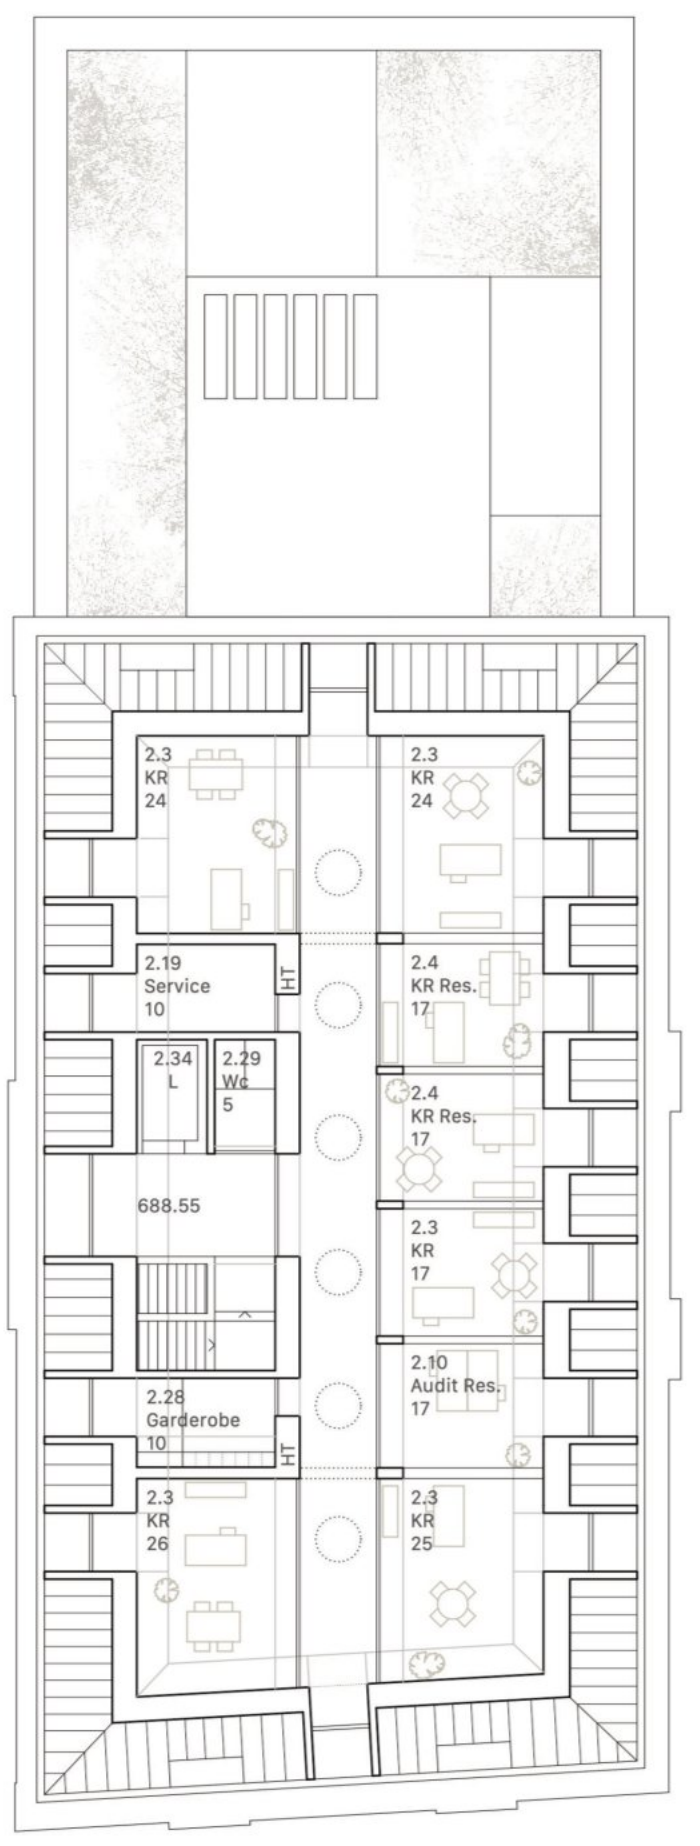 2.3
KR
24
2.3
KR
24
2.19
Service
10
HT
2.4
KR Res.
17
2.34
L
2.29
Wc
5
2.4
KR Res.
17
688.55
2.3
KR
17
2.10
Audit Res.
17
2.28
Garderobe
10
HT
2.3
KR
26
2.3
KR
25